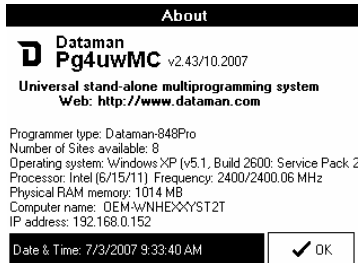 About
Dataman
Pg4uwMC v2.43/10.2007
Universal stand-alone multiprogramming system
Web: http://www.dataman.com
Programmer type: Dataman-848Pro
Number of Sites available: 8
Operating system: Windows XP (v5.1, Build 2600: Service Pack 2
Processor: Intel (6/15/11) Frequency: 2400/2400.06 MHz
Physical RAM memory: 1014 MB
Computer name: OEM-WNHEXXYST2T
IP address: 192.168.0.152
Date & Time: 7/3/2007 9:33:40 AM
OK